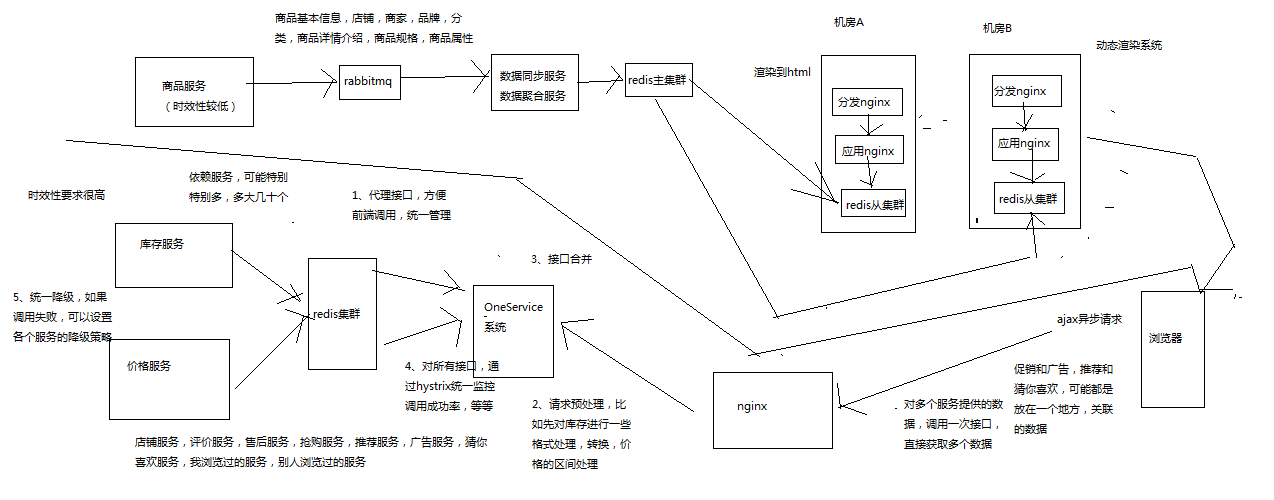 商品基本信息，店铺，商家，品牌，分
类，商品详情介绍，商品规格，商品属性
机房A
机房B
动态渲染系统
商品服务
（时效性较低）
rabbitmq
数据同步服务
数据聚合服务
redis主集群
渲染到html
分发nginx
应用nginx
redis从集群
分发nginx
应用nginx
redis从集群
时效性要求很高
依赖服务，可能特别
特别多，多大几十个
1、代理接口，方便
前端调用，统一管理
库存服务
3、接口合并
5、统一降级，如果
调用失败，可以设置
各个服务的降级策略
redis集群
OneService
系统
ajax异步请求
浏览器
价格服务
4、对所有接口，通
过hystrix统一监控
调用成功率，等等
促销和广告，推荐和
猜你喜欢，可能都是
放在一个地方，关联
的数据
2、请求预处理，比
如先对库存进行一些
格式处理，转换，价
格的区间处理
nginx
对多个服务提供的数
据，调用一次接口，
直接获取多个数据
店铺服务，评价服务，售后服务，抢购服务，推荐服务，广告服务，猜你
喜欢服务，我浏览过的服务，别人浏览过的服务